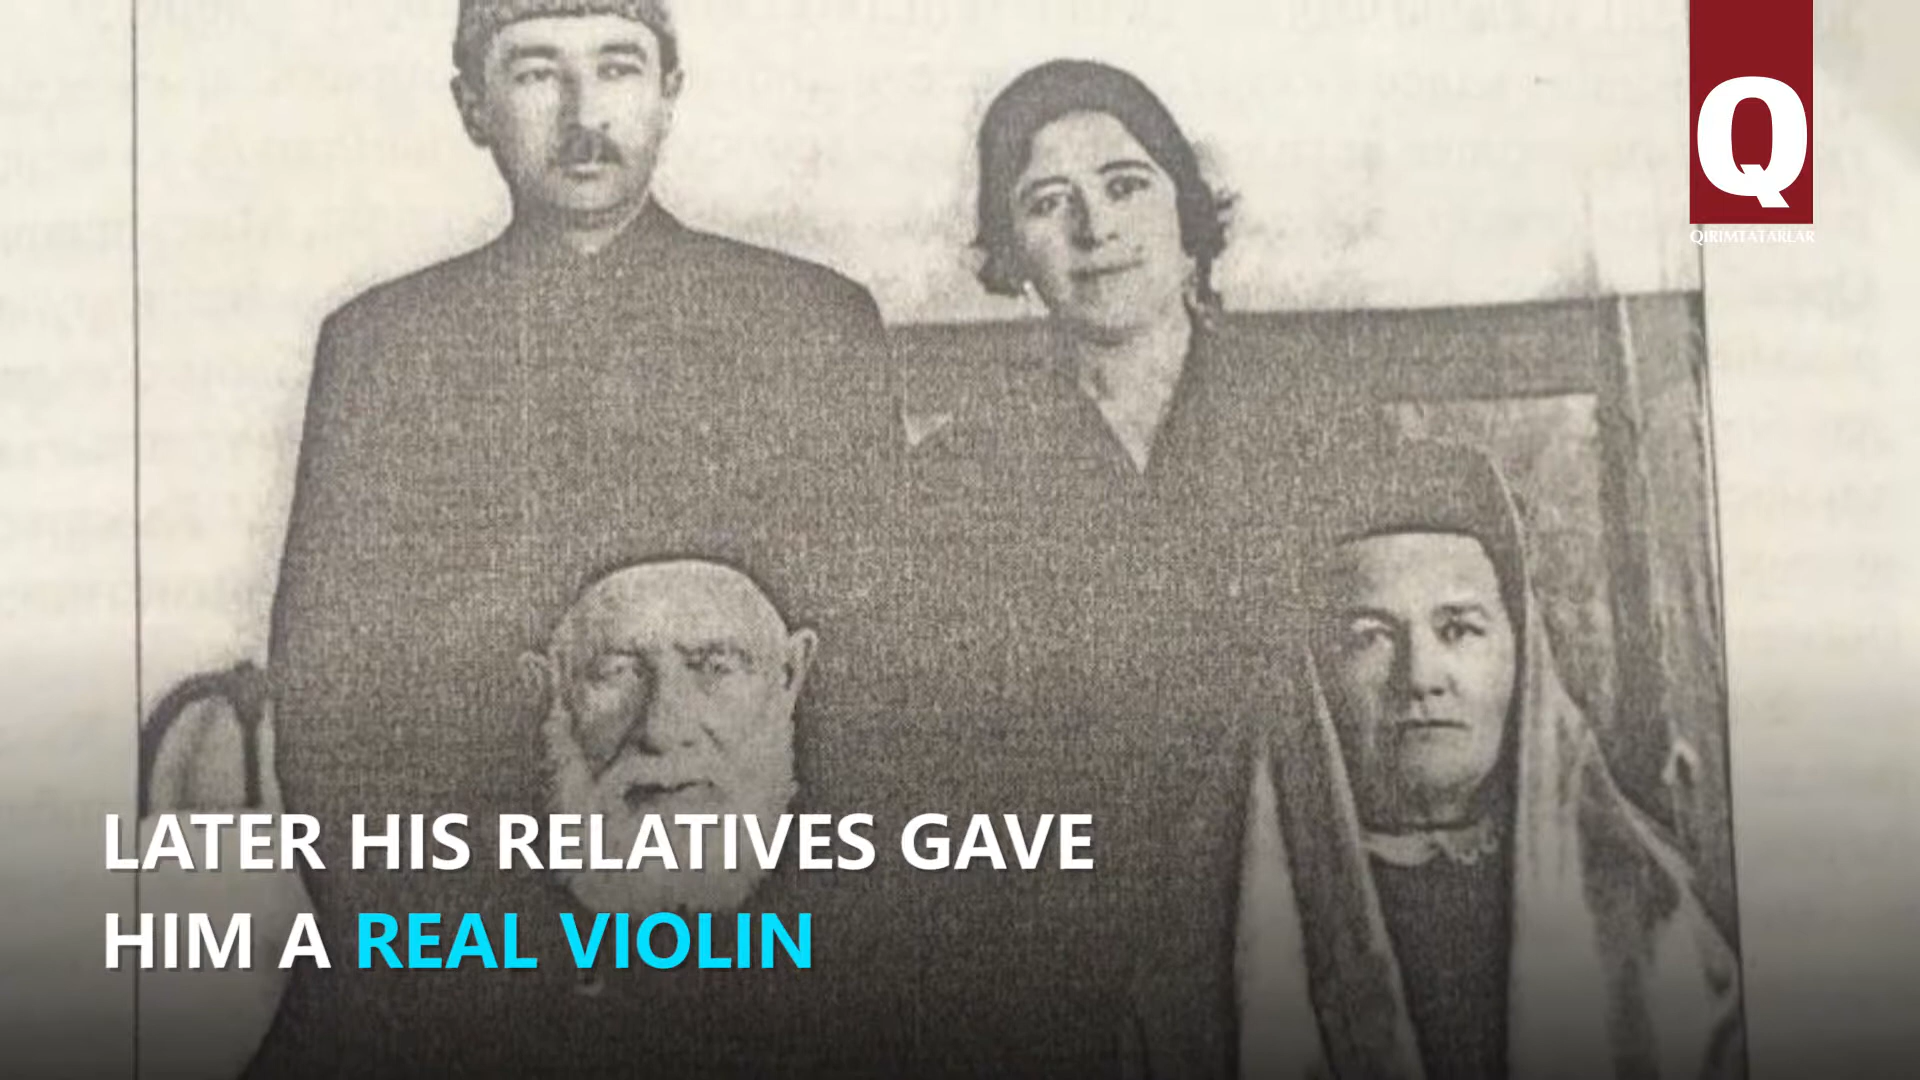 Q
QIRIMTATARLAR
LATER HIS RELATIVES GAVE
HIM A REAL VIOLIN